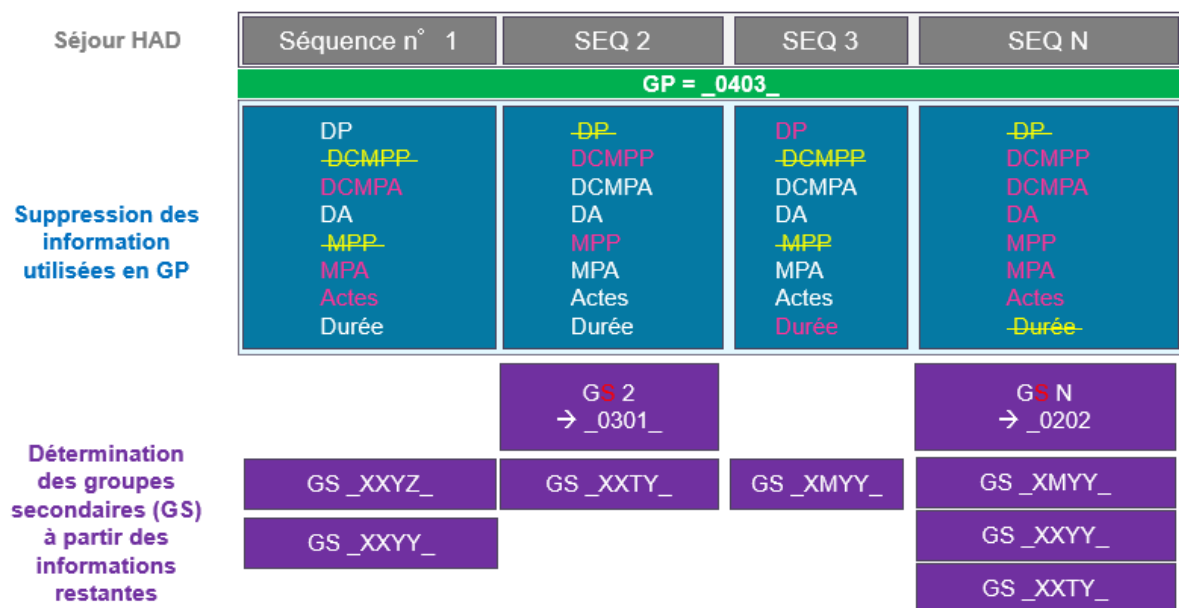 Séjour HAD
Séquence n° 1
SEQ 2
SEQ 3
SEQ N
GP = _0403_
Suppression des
information
utilisées en GP
DP
DCMPP
DCMPA
DA
MPP
MPA
Actes
Durée
DP
DCMPP
DCMPA
DA
MPP
MPA
Actes
Durée
DP
DCMPP
DCMPA
DA
MPP
MPA
Actes
Durée
DP
DCMPP
DCMPA
DA
MPP
MPA
Actes
Durée
Détermination
des groupes
secondaires (GS)
à partir des
informations
restantes
GS 2
→ _0301_
GS N
→ _0202
GS _XXYZ_
GS _XXTY_
GS _XMYY_
GS _XMYY_
GS _XXYY_
GS _XXYY_
GS _XXTY_